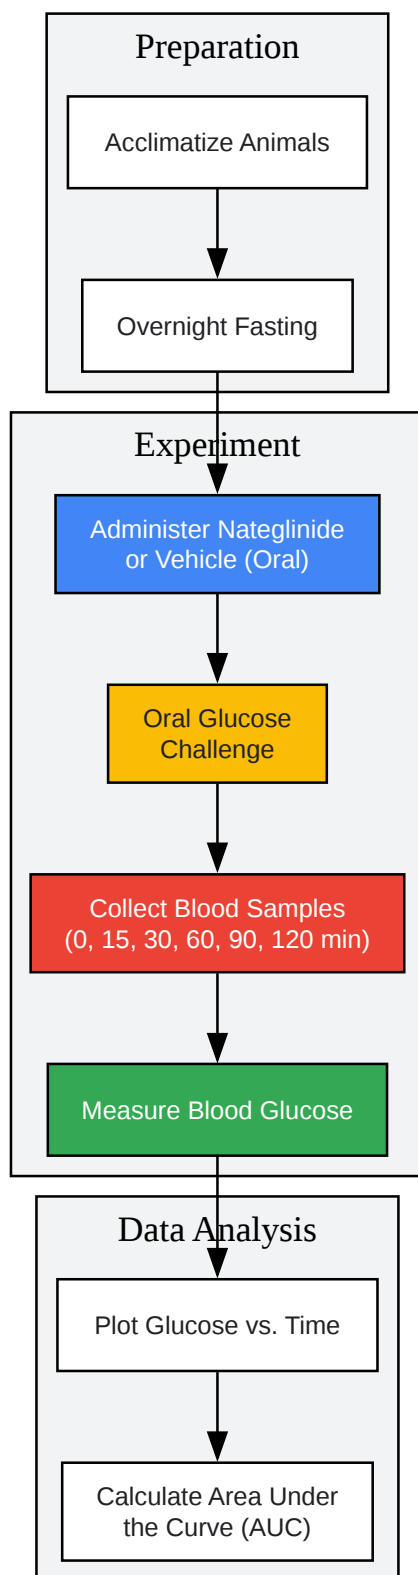 Preparation
Acclimatize Animals
Overnight Fasting
Experiment
Administer Nateglinide
or Vehicle (Oral)
Oral Glucose
Challenge
Collect Blood Samples
(0, 15, 30, 60, 90, 120 min)
Measure Blood Glucose
Data Analysis
Plot Glucose vs. Time
Calculate Area Under
the Curve (AUC)